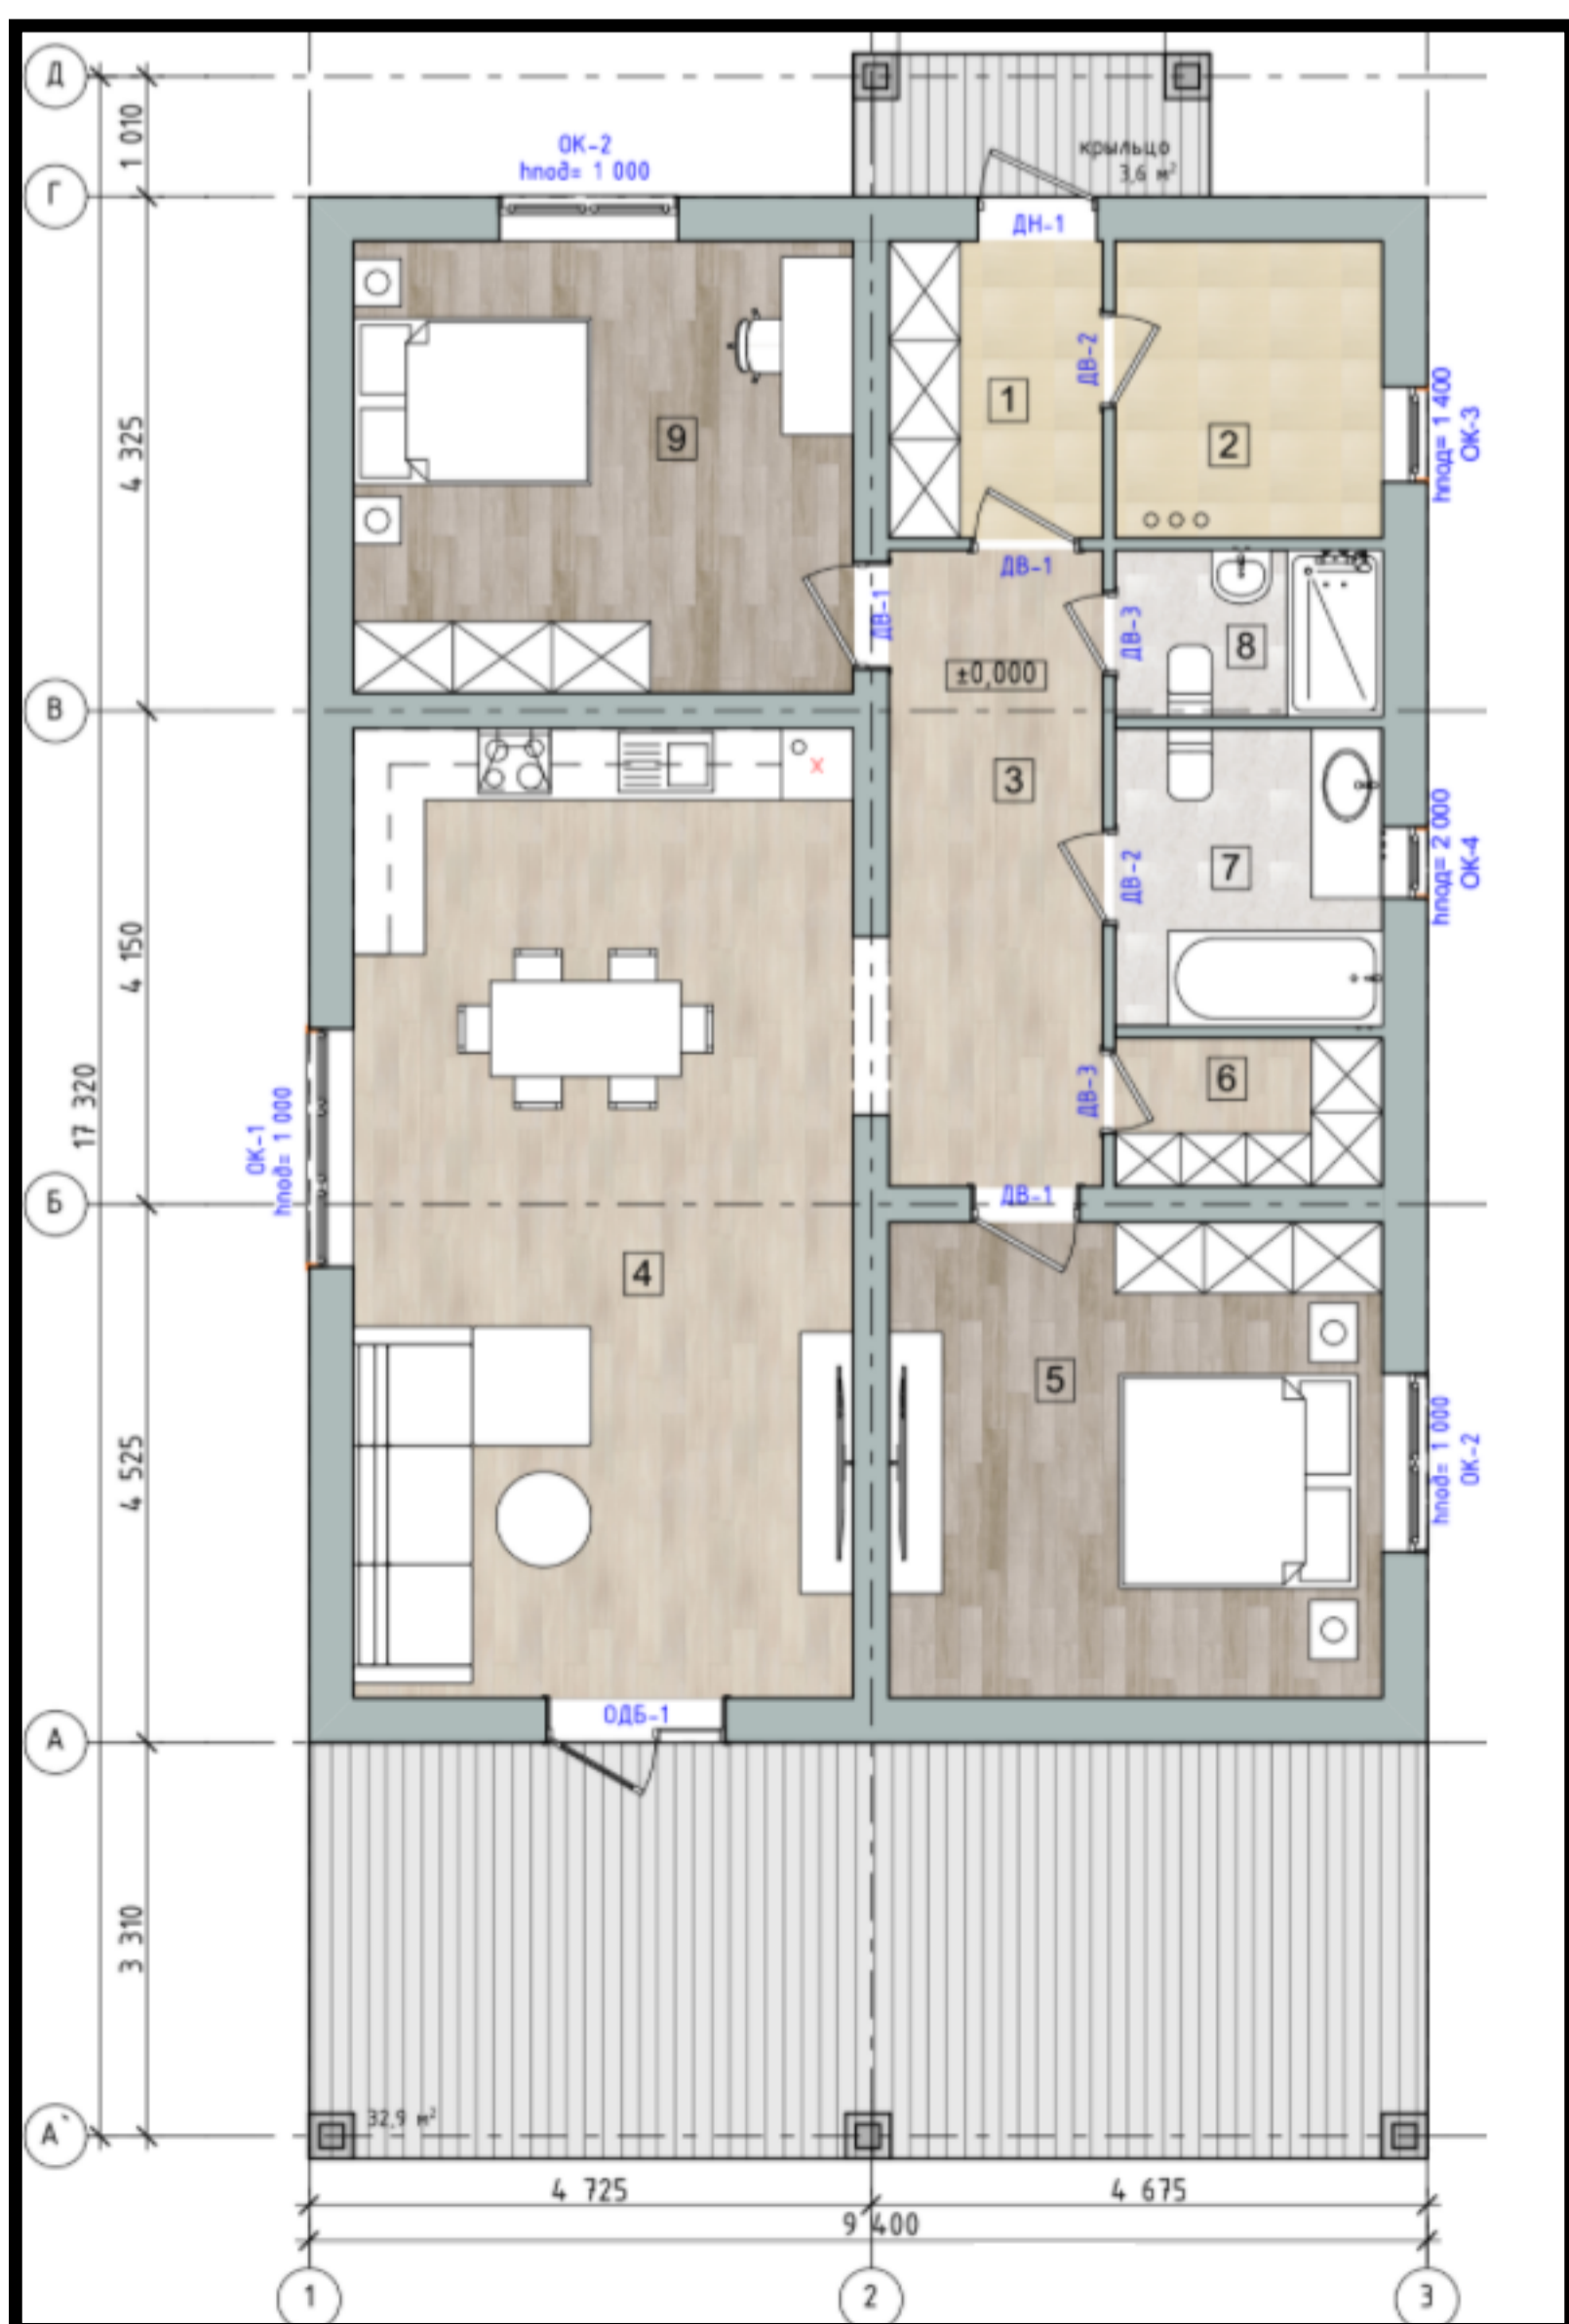 Д
1 010
крыльцо
3,6 м²
ОК-2
hпод= 1 000
Г
ДН-1
ДВ-2
1
2
9
4 325
hпод= 1 400
ОК-3
ДВ-1
ДВ-1
ДВ-3
8
±0,000
В
3
7
ДВ-2
hпод= 2 000
ОК-4
4 150
17 320
ОК-1
hпод= 1 000
ДВ-3
6
Б
ДВ-1
4
5
4 525
hпод= 1 000
ОК-2
А
ОДБ-1
3 310
32,9 м²
А`
4 725
4 675
9 400
1
2
3